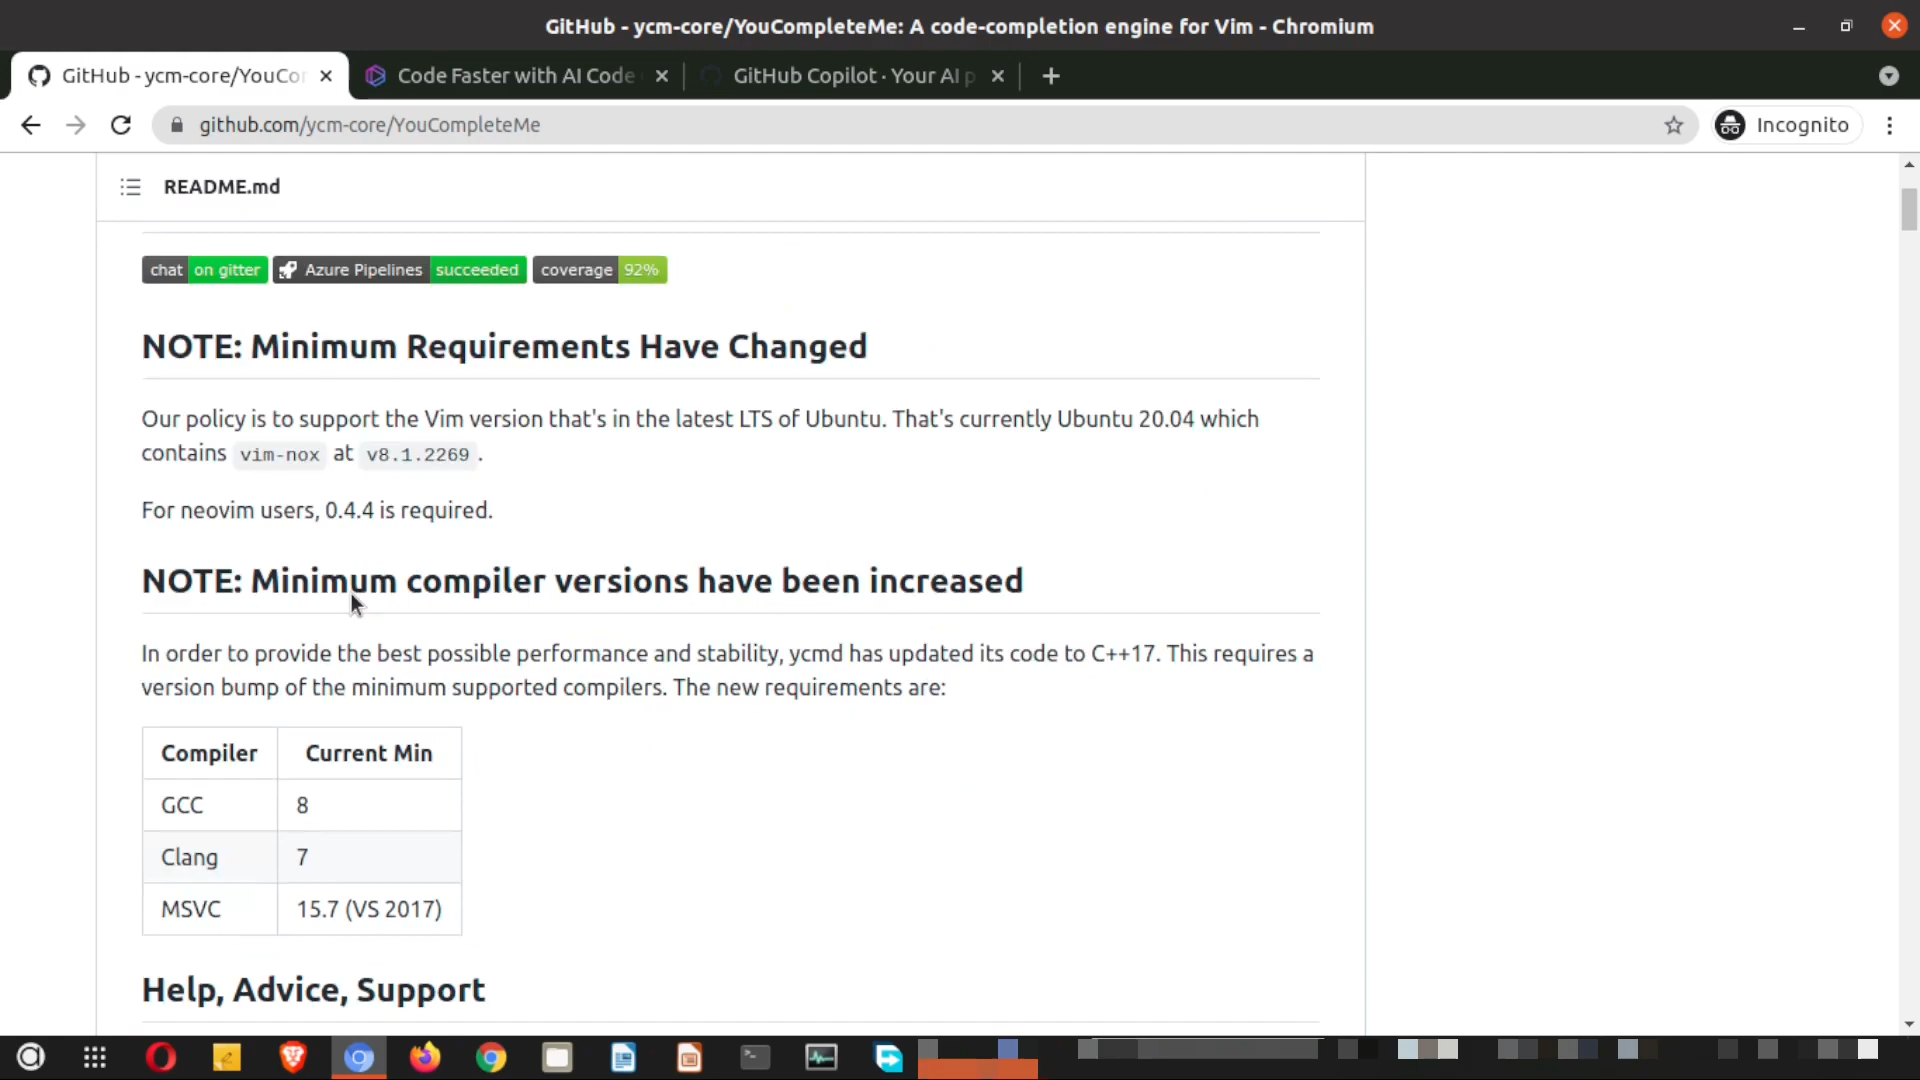 GitHub - ycm-core/YouCompleteMe: A code-completion engine for Vim - Chromium
GitHub - ycm-core/YouCo
Code Faster with AI Code
GitHub Copilot · Your AI p
github.com/ycm-core/YouCompleteMe
Incognito
README.md
chat on gitter
Azure Pipelines succeeded
coverage 92%
NOTE: Minimum Requirements Have Changed
Our policy is to support the Vim version that's in the latest LTS of Ubuntu. That's currently Ubuntu 20.04 which
contains vim-nox at v8.1.2269.
For neovim users, 0.4.4 is required.
NOTE: Minimum compiler versions have been increased
In order to provide the best possible performance and stability, ycmd has updated its code to C++17. This requires a
version bump of the minimum supported compilers. The new requirements are:
Compiler Current Min
GCC 8
Clang 7
MSVC 15.7 (VS 2017)
Help, Advice, Support